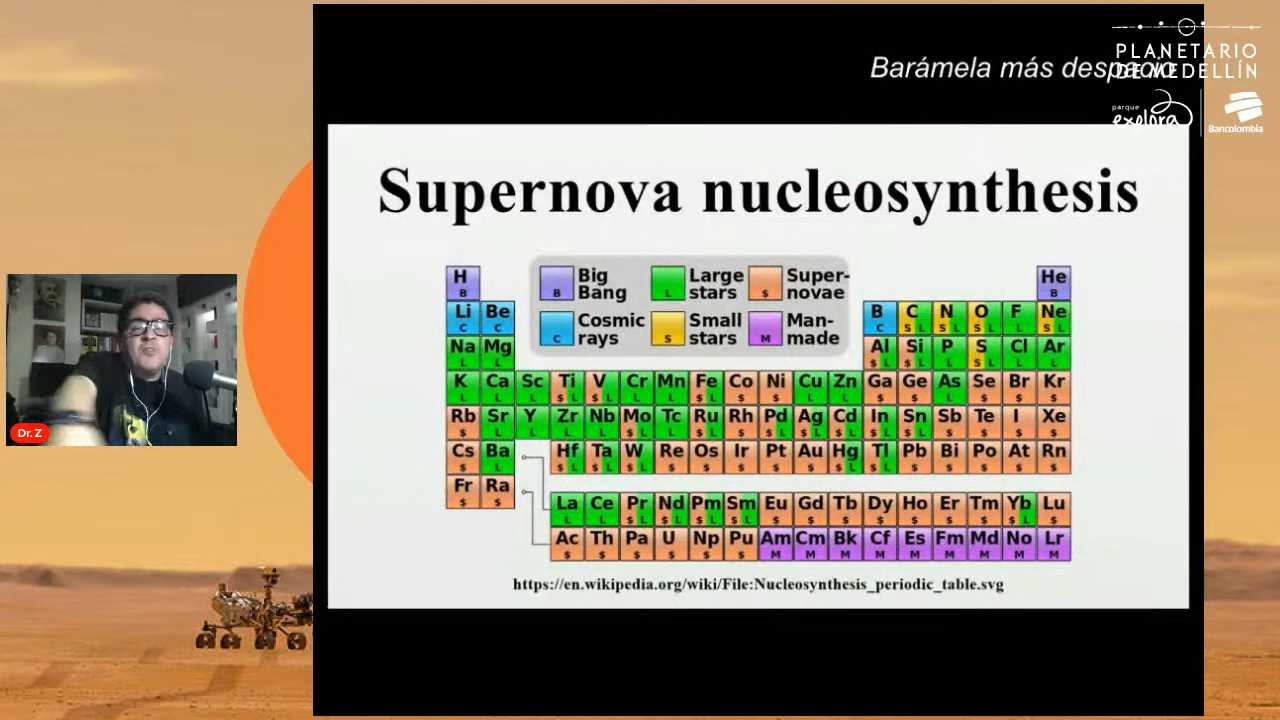 Barámela más despacio
PLANETARIO
DE MEDELLÍN
parque
explora
Bancolombia
Supernova nucleosynthesis
B Big Bang
L Large stars
$ Super-novae
C Cosmic rays
S Small stars
M Man-made
H B He B
Li C Be C B C C S L N S L O S L F L Ne S L
Na L Mg L Al $ L Si $ L P L S S L Cl L Ar L
K L Ca L Sc L Ti $ L V $ L Cr L Mn L Fe $ L Co $ Ni $ Cu L Zn L Ga $ Ge $ As L Se $ Br $ Kr $
Rb $ Sr L Y L Zr L Nb L Mo $ L Tc L Ru $ L Rh $ Pd $ L Ag $ L Cd $ L In $ L Sn $ L Sb $ Te $ I $ Xe $
Cs $ Ba L Hf $ L Ta $ L W $ L Re $ Os $ Ir $ Pt $ Au $ Hg $ L Tl $ L Pb $ Bi $ Po $ At $ Rn $
Fr $ Ra $
La L Ce L Pr $ L Nd $ L Pm $ L Sm $ L Eu $ Gd $ Tb $ Dy $ Ho $ Er $ Tm $ Yb $ L Lu $
Ac $ Th $ Pa $ U $ Np $ Pu $ Am M Cm M Bk M Cf M Es M Fm M Md M No M Lr M
https://en.wikipedia.org/wiki/File:Nucleosynthesis_periodic_table.svg
Dr. Z